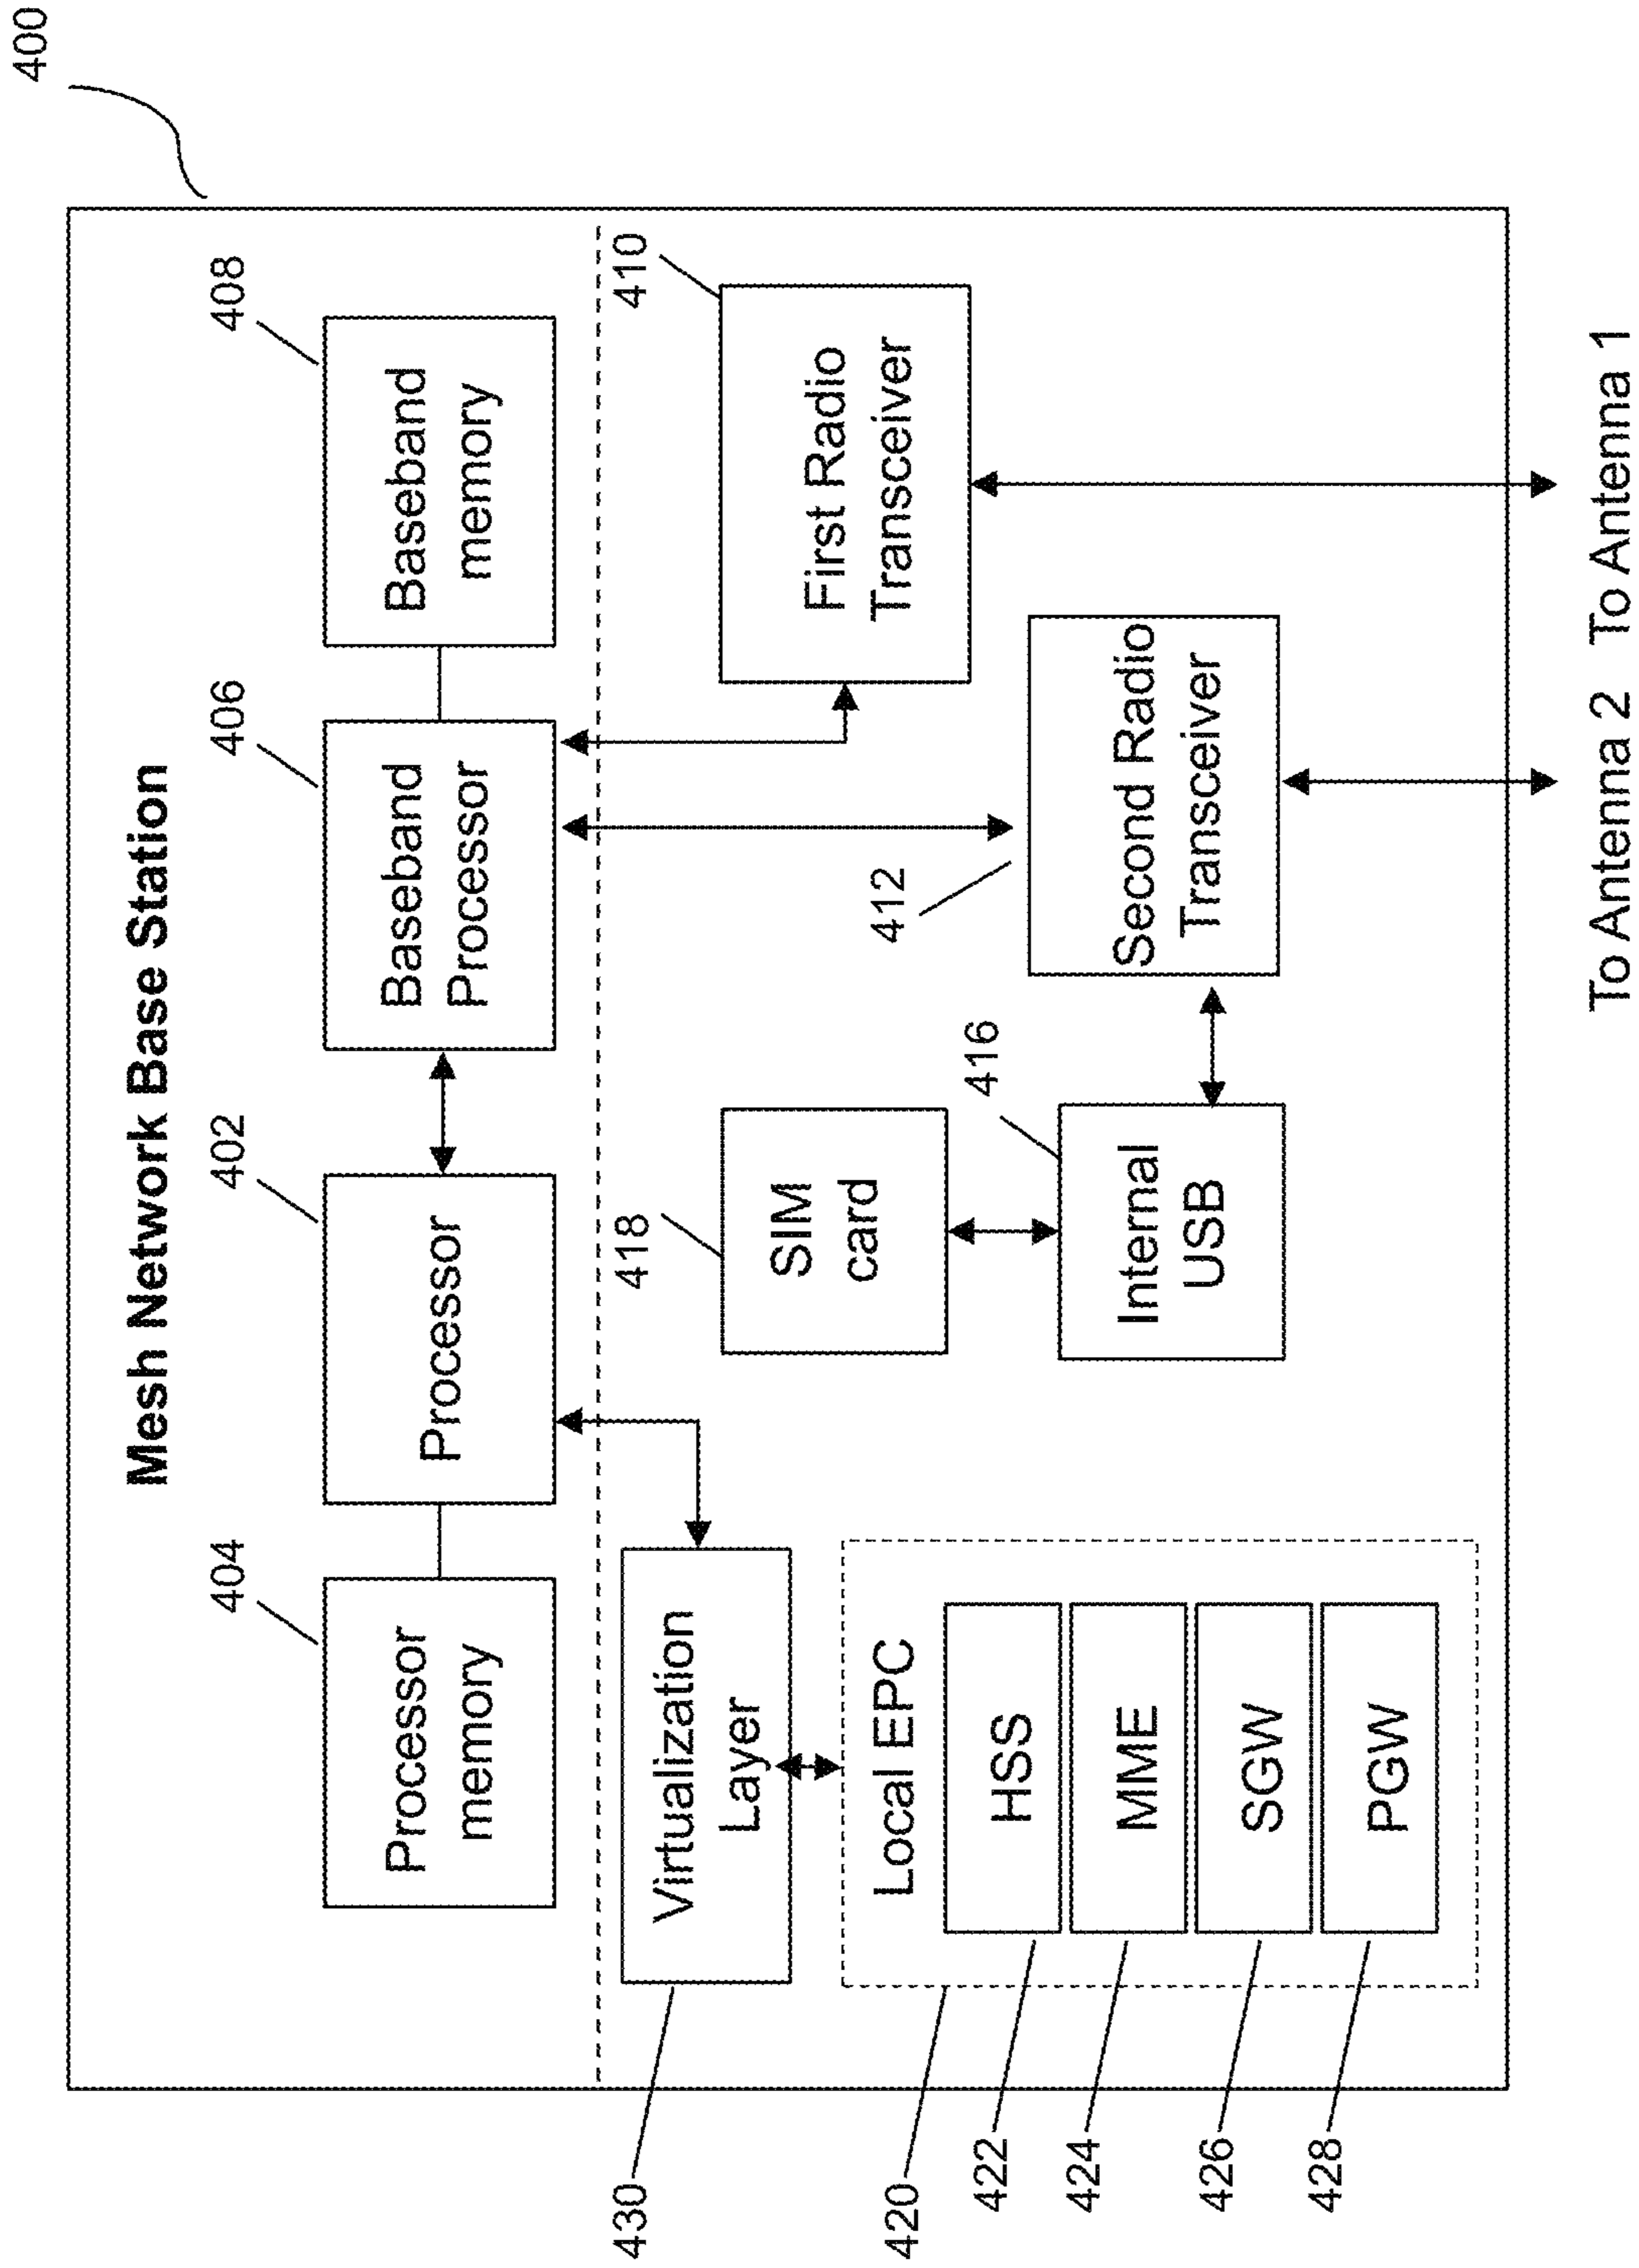 400
Mesh Network Base Station
404
402
406
408
Processor
memory
Processor
Baseband
Processor
Baseband
memory
430
Virtualization
Layer
418
SIM
card
410
First Radio
Transceiver
412
416
Internal
USB
Second Radio
Transceiver
420
Local EPC
422
HSS
424
MME
426
SGW
428
PGW
To Antenna 2
To Antenna 1